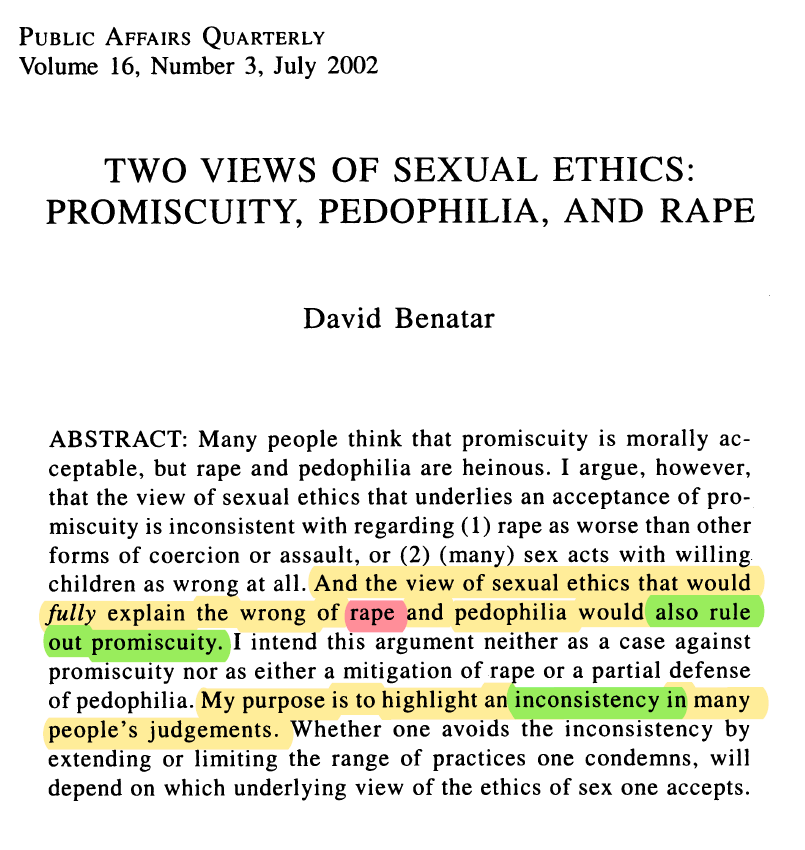 PUBLIC AFFAIRS QUARTERLY
Volume 16, Number 3, July 2002
TWO VIEWS OF SEXUAL ETHICS:
PROMISCUITY, PEDOPHILIA, AND RAPE
David Benatar
ABSTRACT: Many people think that promiscuity is morally ac-
ceptable, but rape and pedophilia are heinous. I argue, however,
that the view of sexual ethics that underlies an acceptance of pro-
miscuity is inconsistent with regarding (1) rape as worse than other
forms of coercion or assault, or (2) (many) sex acts with willing
children as wrong at all. And the view of sexual ethics that would
fully explain the wrong of rape and pedophilia would also rule
out promiscuity. I intend this argument neither as a case against
promiscuity nor as either a mitigation of rape or a partial defense
of pedophilia. My purpose is to highlight an inconsistency in many
people's judgements. Whether one avoids the inconsistency by
extending or limiting the range of practices one condemns, will
depend on which underlying view of the ethics of sex one accepts.